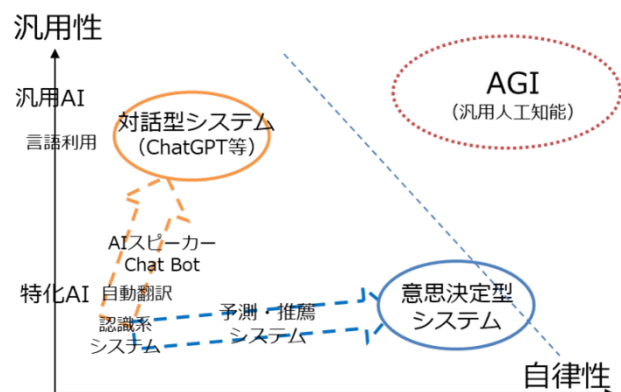 汎用性
汎用AI
言語利用
対話型システム
（ChatGPT等）
AGI
（汎用人工知能）
AIスピーカー
Chat Bot
特化AI
自動翻訳
認識系
システム
予測・推薦
システム
意思決定型
システム
自律性